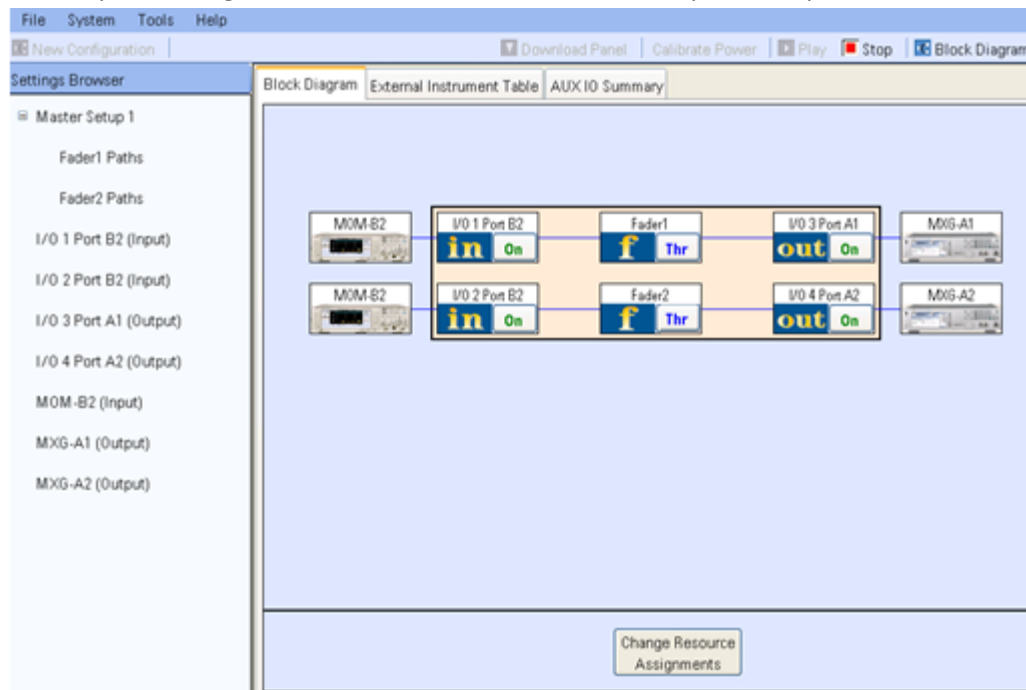 File System Tools Help
New Configuration Download Panel Calibrate Power Play Stop Block Diagram
Settings Browser
Block Diagram External Instrument Table AUX IO Summary
Master Setup 1
Fader1 Paths
Fader2 Paths
I/O 1 Port B2 (Input)
I/O 2 Port B2 (Input)
I/O 3 Port A1 (Output)
I/O 4 Port A2 (Output)
MOM-B2 (Input)
MXG-A1 (Output)
MXG-A2 (Output)
MOM-B2 I/O 1 Port B2 Fader1 I/O 3 Port A1 MXG-A1
in On f Thr out On
MOM-B2 I/O 2 Port B2 Fader2 I/O 4 Port A2 MXG-A2
in On f Thr out On
Change Resource
Assignments